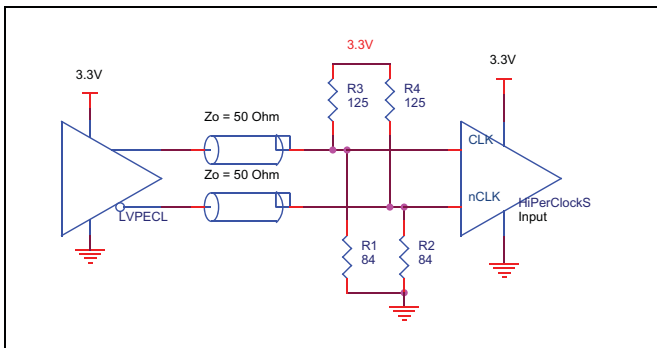 3.3V
3.3V
3.3V
R3
125
R4
125
Zo = 50 Ohm
CLK
Zo = 50 Ohm
nCLK
LVPECL
HiPerClockS
Input
R1
84
R2
84